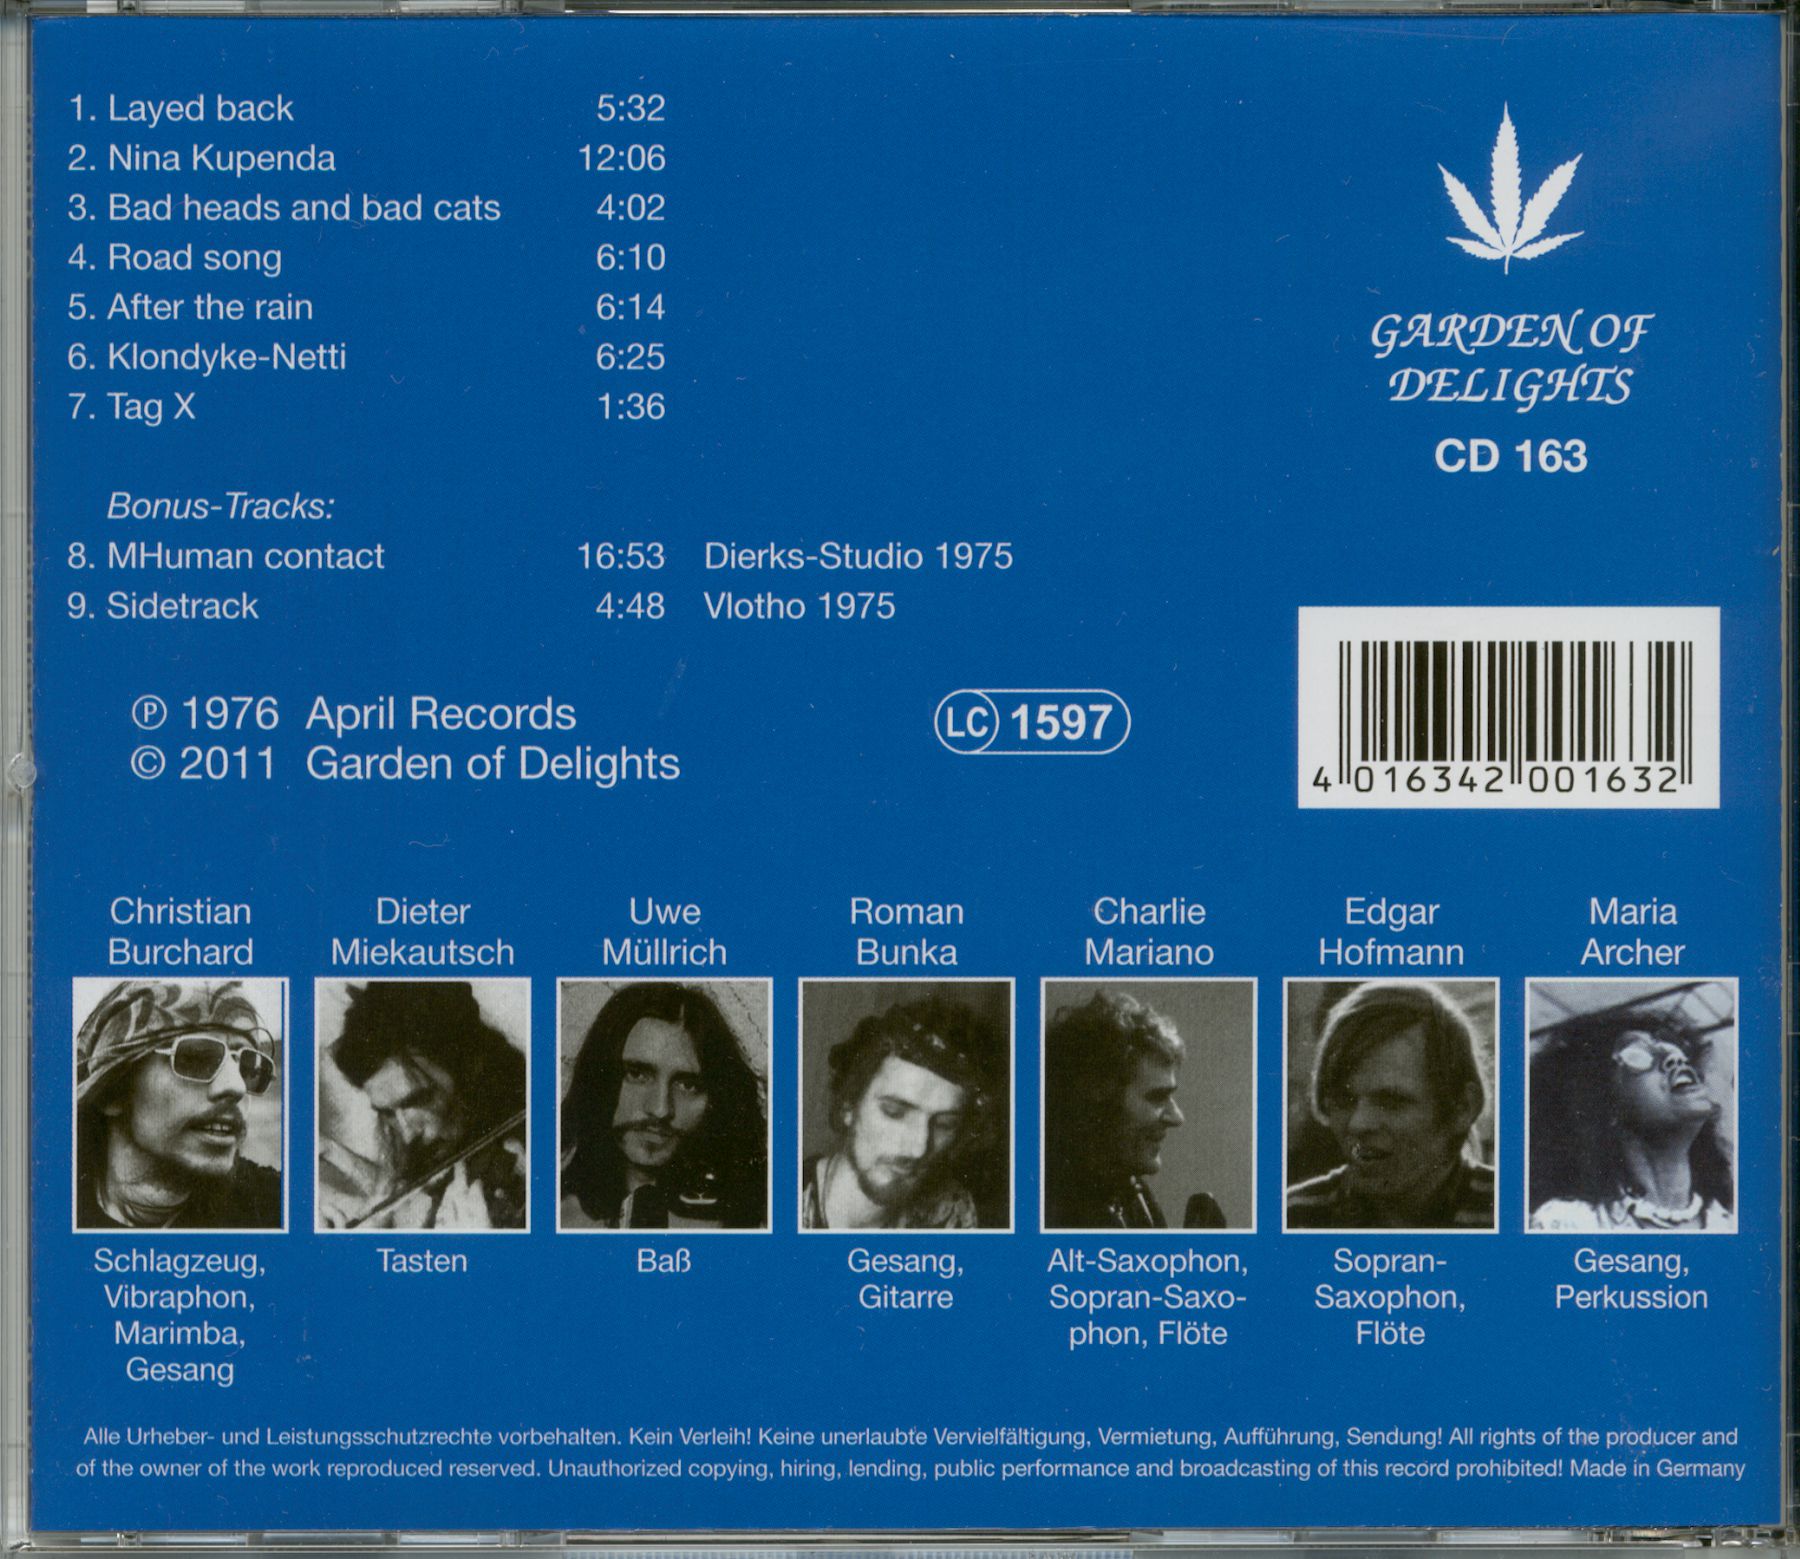 1. Layed back 5:32
2. Nina Kupenda 12:06
3. Bad heads and bad cats 4:02
4. Road song 6:10
5. After the rain 6:14
6. Klondyke-Netti 6:25
7. Tag X 1:36
Bonus-Tracks:
8. MHuman contact 16:53 Dierks-Studio 1975
9. Sidetrack 4:48 Vlotho 1975
GARDEN OF
DELIGHTS
CD 163
℗ 1976 April Records
© 2011 Garden of Delights
LC 1597
4 016342 001632
Christian
Burchard
Schlagzeug,
Vibraphon,
Marimba,
Gesang
Dieter
Miekautsch
Tasten
Uwe
Müllrich
Baß
Roman
Bunka
Gesang,
Gitarre
Charlie
Mariano
Alt-Saxophon,
Sopran-Saxo-
phon, Flöte
Edgar
Hofmann
Sopran-
Saxophon,
Flöte
Maria
Archer
Gesang,
Perkussion
Alle Urheber- und Leistungsschutzrechte vorbehalten. Kein Verleih! Keine unerlaubte Vervielfältigung, Vermietung, Aufführung, Sendung! All rights of the producer and
of the owner of the work reproduced reserved. Unauthorized copying, hiring, lending, public performance and broadcasting of this record prohibited! Made in Germany